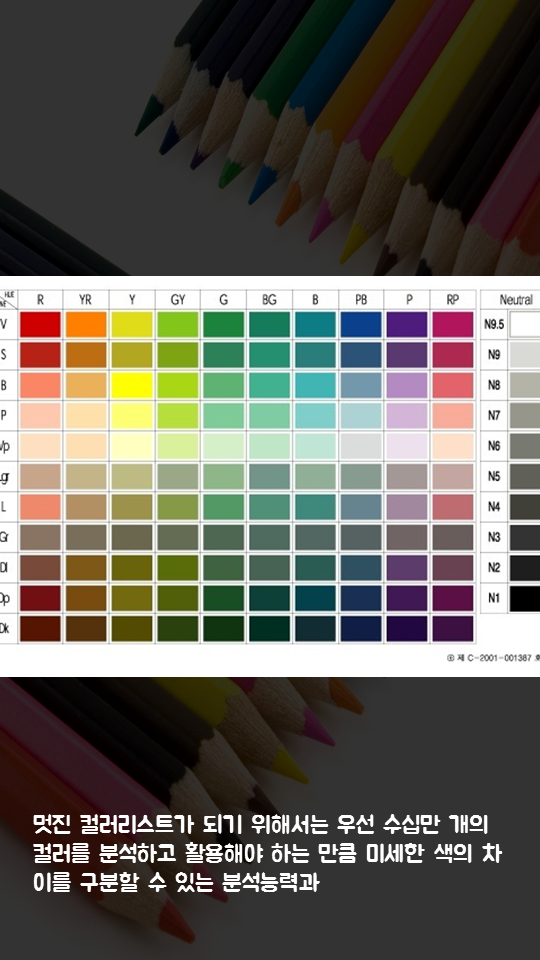 HUE R YR Y GY G BG B PB P RP Neutral
V N9.5
S N9
B N8
P N7
Vp N6
Lgr N5
L N4
Gr N3
Dl N2
Dp N1
Dk
제 C-2001-001387 호
멋진 컬러리스트가 되기 위해서는 우선 수십만 개의
컬러를 분석하고 활용해야 하는 만큼 미세한 색의 차
이를 구분할 수 있는 분석능력과